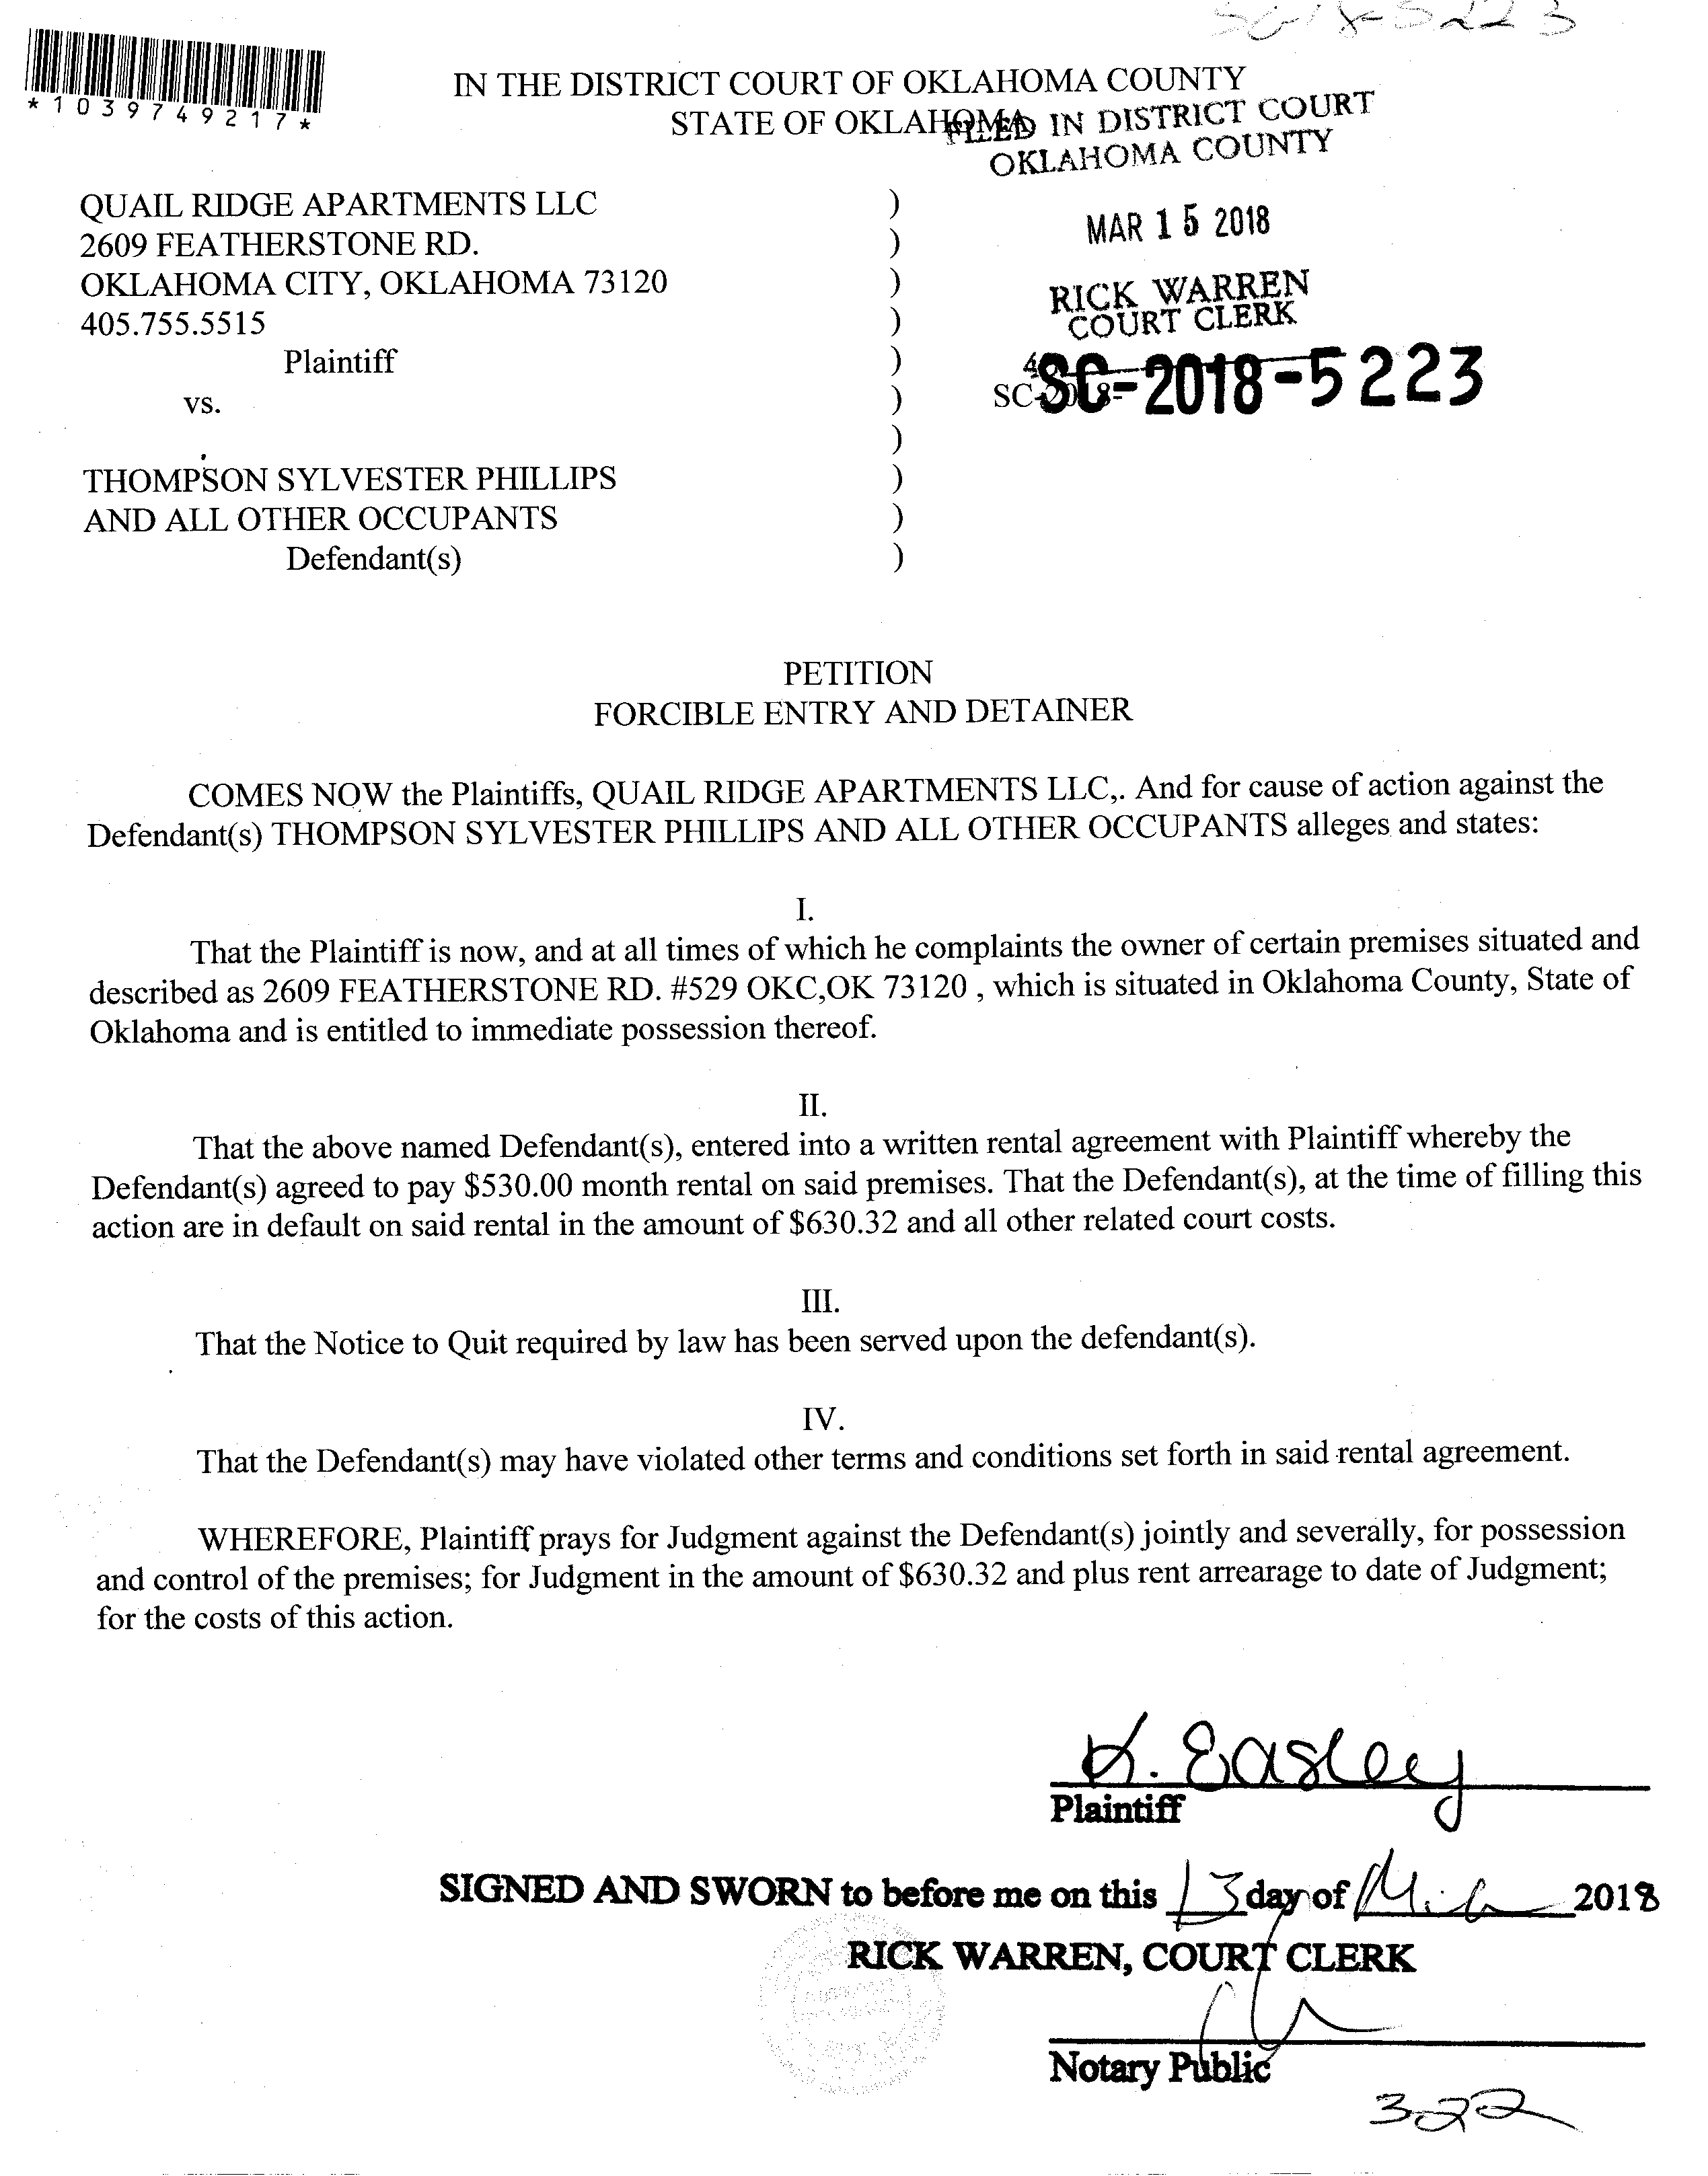 SC-18-5223
*1039749217*
IN THE DISTRICT COURT OF OKLAHOMA COUNTY
STATE OF OKLAHOMA
FILED IN DISTRICT COURT
OKLAHOMA COUNTY
QUAIL RIDGE APARTMENTS LLC )
2609 FEATHERSTONE RD. )
MAR 15 2018
OKLAHOMA CITY, OKLAHOMA 73120 )
RICK WARREN
405.755.5515 )
COURT CLERK
Plaintiff )
SC-2018-
SC-2018-5223
vs. )
)
THOMPSON SYLVESTER PHILLIPS )
AND ALL OTHER OCCUPANTS )
Defendant(s) )
PETITION
FORCIBLE ENTRY AND DETAINER
COMES NOW the Plaintiffs, QUAIL RIDGE APARTMENTS LLC,. And for cause of action against the
Defendant(s) THOMPSON SYLVESTER PHILLIPS AND ALL OTHER OCCUPANTS alleges and states:
I.
That the Plaintiff is now, and at all times of which he complaints the owner of certain premises situated and
described as 2609 FEATHERSTONE RD. #529 OKC,OK 73120 , which is situated in Oklahoma County, State of
Oklahoma and is entitled to immediate possession thereof.
II.
That the above named Defendant(s), entered into a written rental agreement with Plaintiff whereby the
Defendant(s) agreed to pay $530.00 month rental on said premises. That the Defendant(s), at the time of filling this
action are in default on said rental in the amount of $630.32 and all other related court costs.
III.
That the Notice to Quit required by law has been served upon the defendant(s).
IV.
That the Defendant(s) may have violated other terms and conditions set forth in said rental agreement.
WHEREFORE, Plaintiff prays for Judgment against the Defendant(s) jointly and severally, for possession
and control of the premises; for Judgment in the amount of $630.32 and plus rent arrearage to date of Judgment;
for the costs of this action.
K. Easley
Plaintiff
SIGNED AND SWORN to before me on this 13 day of 2018
RICK WARREN, COURT CLERK
Notary Public
322